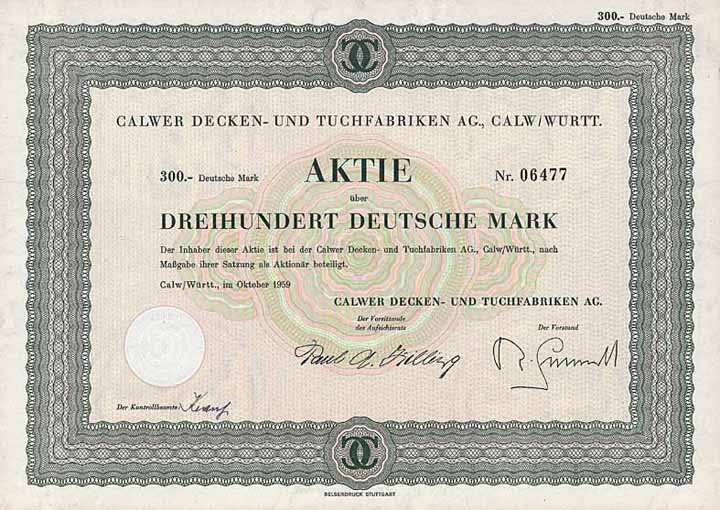 300.- Deutsche Mark
CALWER DECKEN- UND TUCHFABRIKEN AG., CALW/WÜRTT.
300.- Deutsche Mark AKTIE Nr. 06477
über
DREIHUNDERT DEUTSCHE MARK
Der Inhaber dieser Aktie ist bei der Calwer Decken- und Tuchfabriken AG., Calw/Württ., nach
Maßgabe ihrer Satzung als Aktionär beteiligt.
Calw/Württ., im Oktober 1959
CALWER DECKEN- UND TUCHFABRIKEN AG.
Der Vorsitzende
des Aufsichtsrats
Der Vorstand
Paul A.
Der Kontrollbeamte
BELSERDRUCK STUTTGART